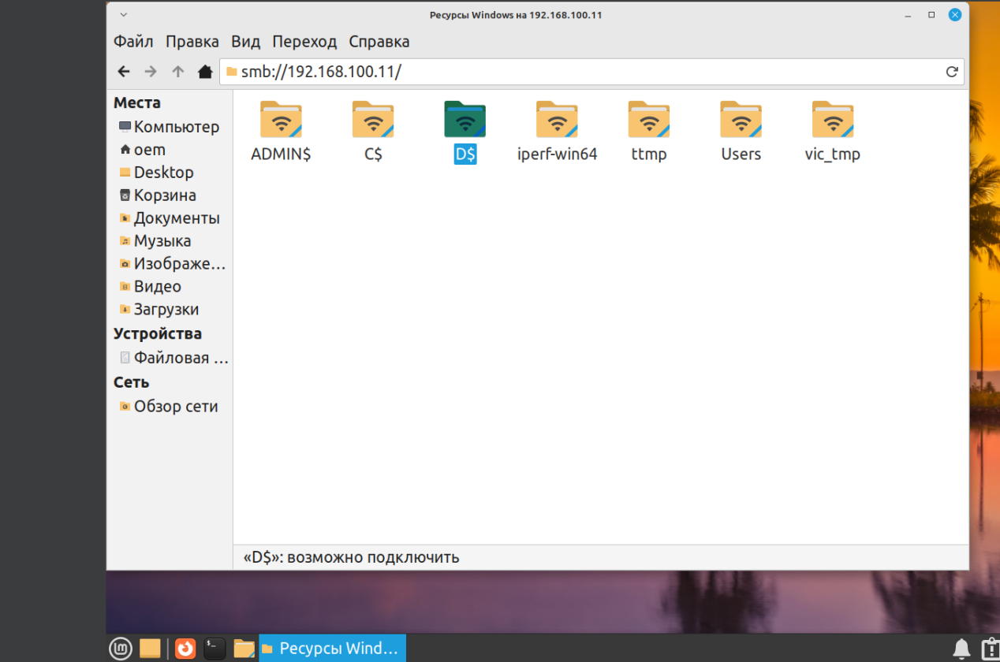 Ресурсы Windows на 192.168.100.11
Файл Правка Вид Переход Справка
smb://192.168.100.11/
Места
Компьютер
oem
Desktop
Корзина
Документы
Музыка
Изображе...
Видео
Загрузки
Устройства
Файловая ...
Сеть
Обзор сети
ADMIN$ C$ D$ iperf-win64 ttmp Users vic_tmp
«D$»: возможно подключить
Ресурсы Wind...